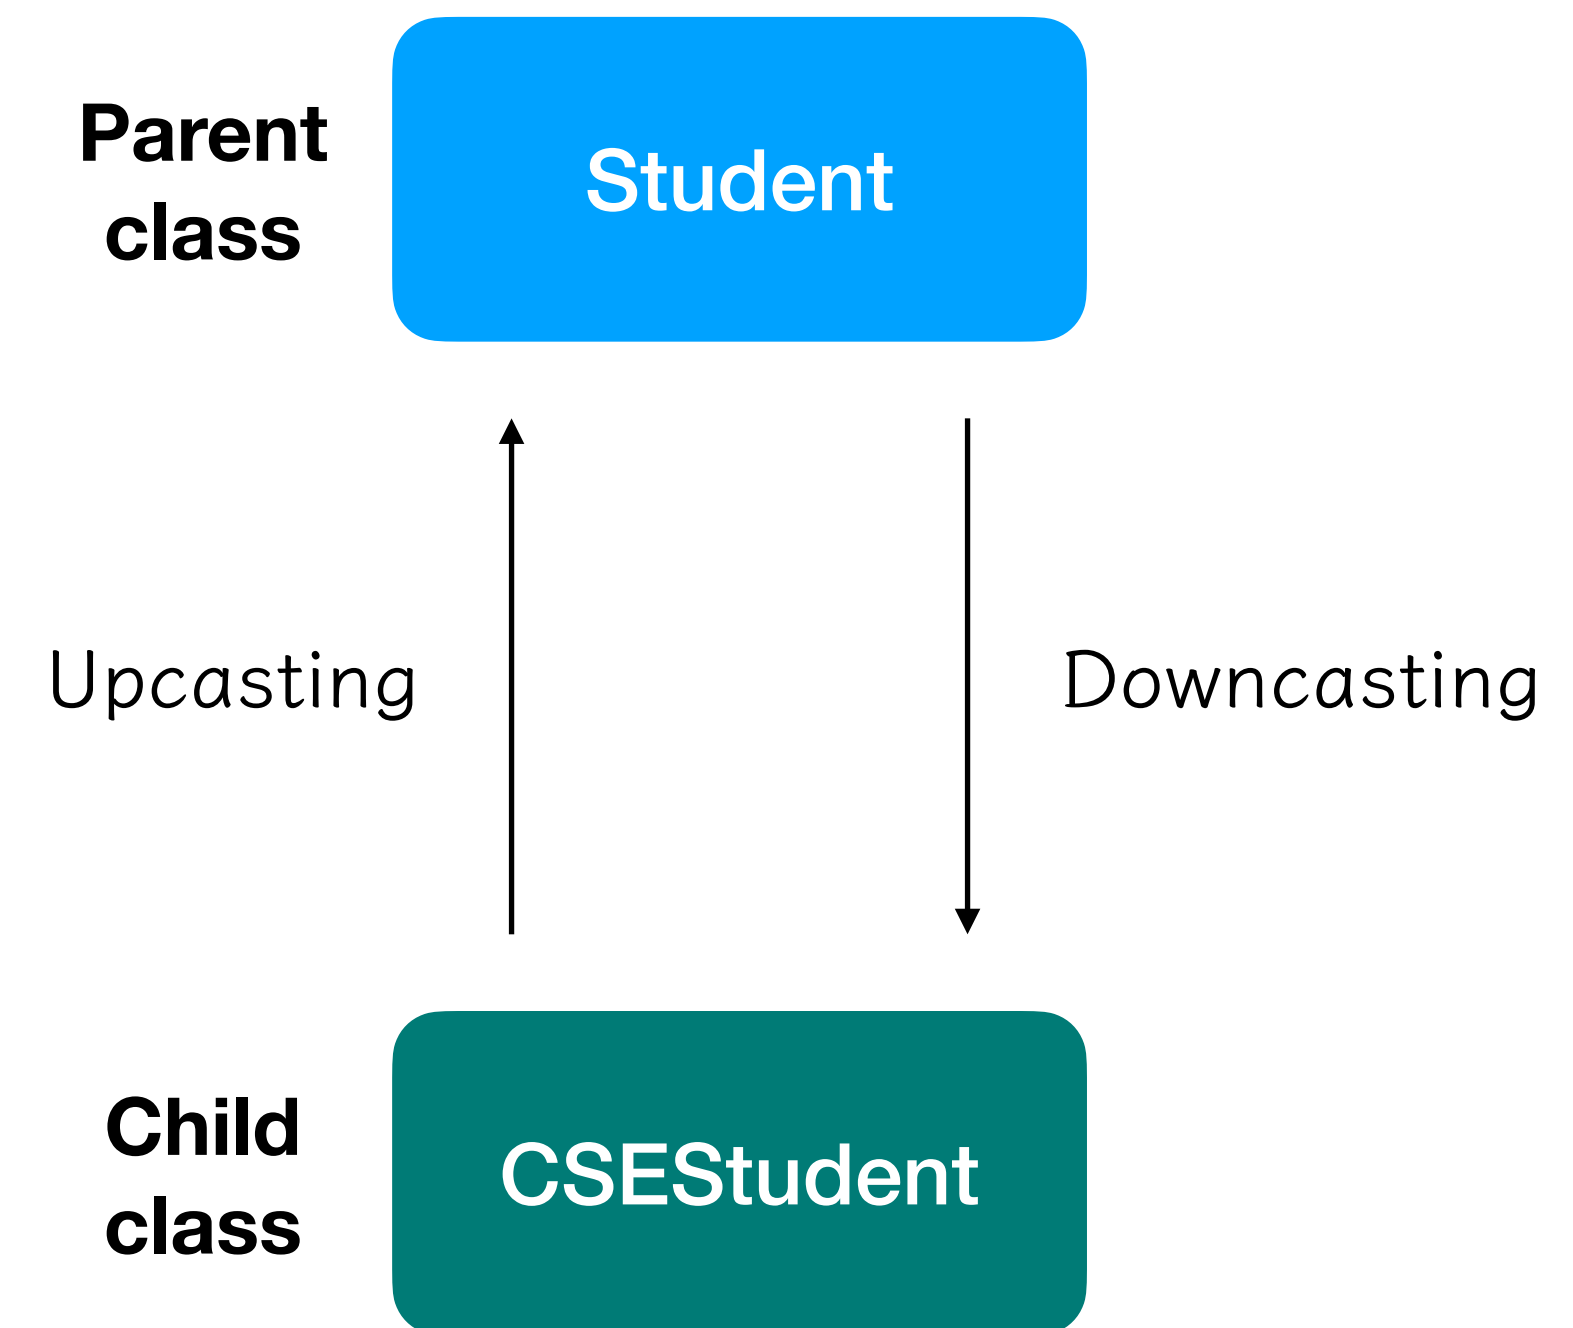 Parent
class
Student
Upcasting
Downcasting
Child
class
CSEStudent